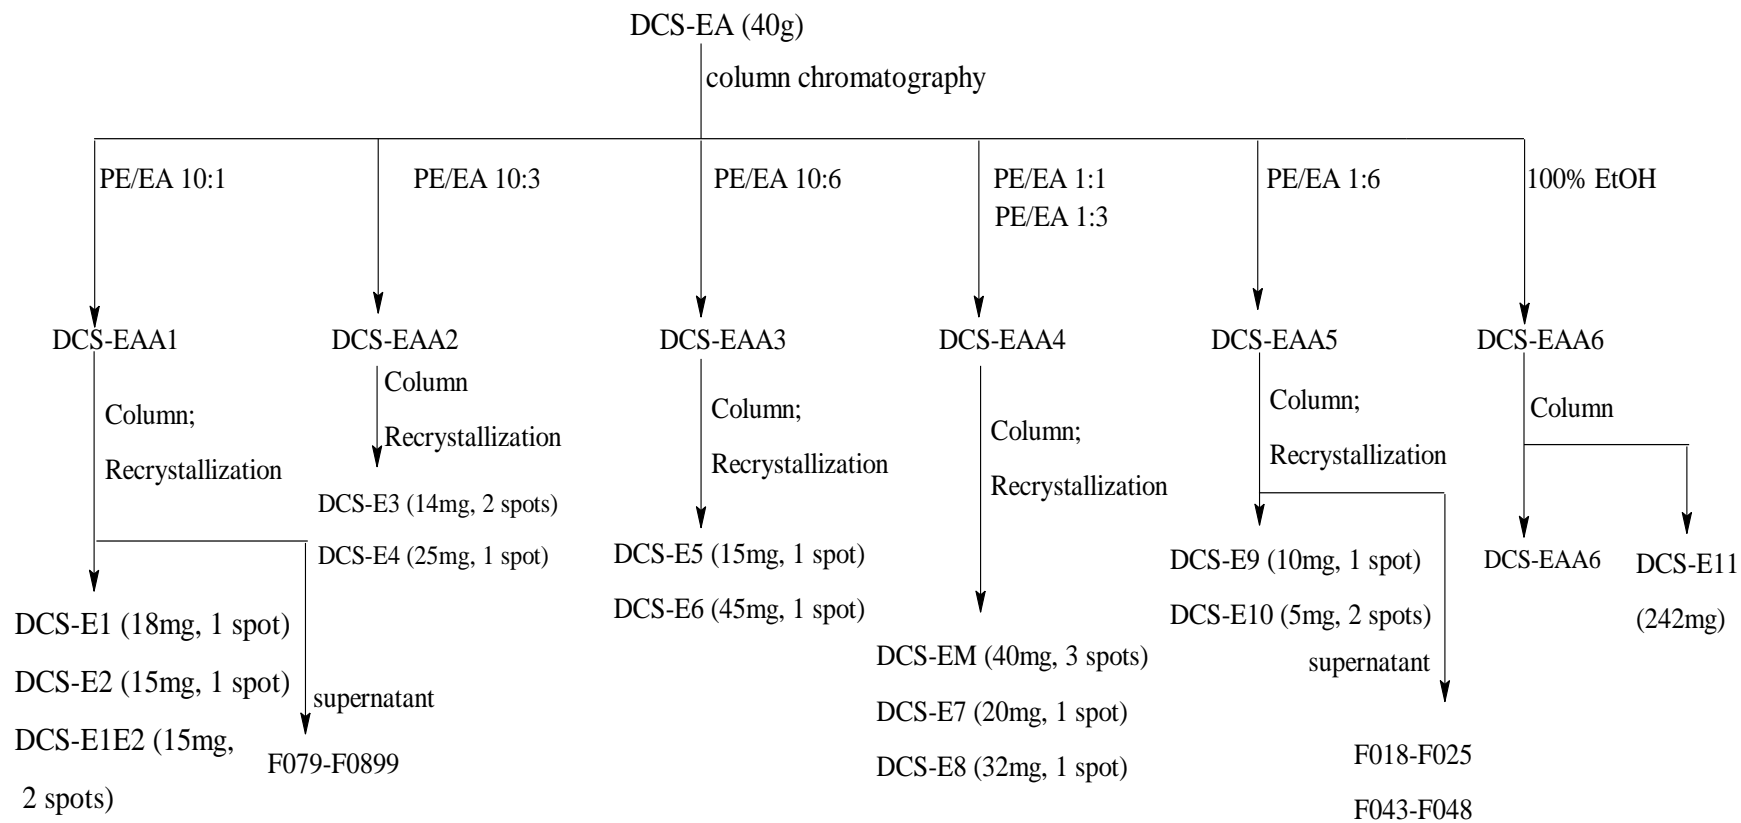 DCS-EA (40g)
column chromatography
PE/EA 10:1
PE/EA 10:3
PE/EA 10:6
PE/EA 1:1
PE/EA 1:3
PE/EA 1:6
100% EtOH
DCS-EAA1
DCS-EAA2
DCS-EAA3
DCS-EAA4
DCS-EAA5
DCS-EAA6
Column;
Recrystallization
Column
Recrystallization
Column;
Recrystallization
Column;
Recrystallization
Column;
Recrystallization
Column
DCS-E1 (18mg, 1 spot)
DCS-E2 (15mg, 1 spot)
DCS-E1E2 (15mg,
2 spots)
supernatant
F079-F0899
DCS-E3 (14mg, 2 spots)
DCS-E4 (25mg, 1 spot)
DCS-E5 (15mg, 1 spot)
DCS-E6 (45mg, 1 spot)
DCS-EM (40mg, 3 spots)
DCS-E7 (20mg, 1 spot)
DCS-E8 (32mg, 1 spot)
DCS-E9 (10mg, 1 spot)
DCS-E10 (5mg, 2 spots)
supernatant
F018-F025
F043-F048
DCS-EAA6
DCS-E11
(242mg)